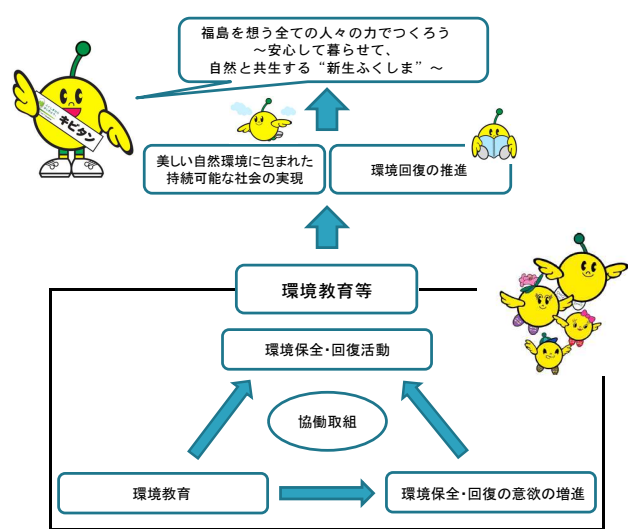 福島を想う全ての人々の力でつくろう
～安心して暮らせて、
自然と共生する“新生ふくしま”～
キビタン
美しい自然環境に包まれた
持続可能な社会の実現
環境回復の推進
環境教育等
環境保全・回復活動
協働取組
環境教育
環境保全・回復の意欲の増進